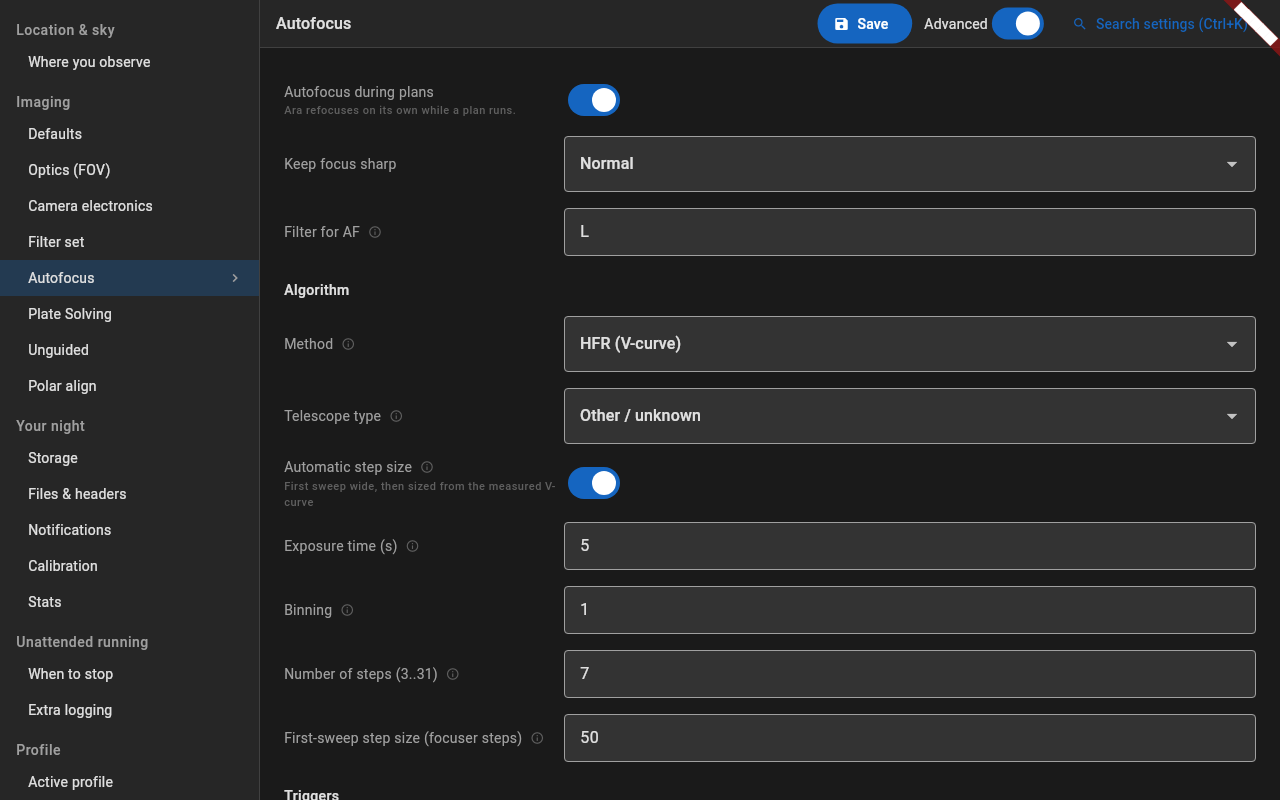 Location & sky
Where you observe
Imaging
Defaults
Optics (FOV)
Camera electronics
Filter set
Autofocus
Plate Solving
Unguided
Polar align
Your night
Storage
Files & headers
Notifications
Calibration
Stats
Unattended running
When to stop
Extra logging
Profile
Active profile
Autofocus
Save
Advanced
Search settings (Ctrl+K)
Autofocus during plans
Ara refocuses on its own while a plan runs.
Keep focus sharp
Normal
Filter for AF
L
Algorithm
Method
HFR (V-curve)
Telescope type
Other / unknown
Automatic step size
First sweep wide, then sized from the measured V-
curve
Exposure time (s)
5
Binning
1
Number of steps (3..31)
7
First-sweep step size (focuser steps)
50
Triggers